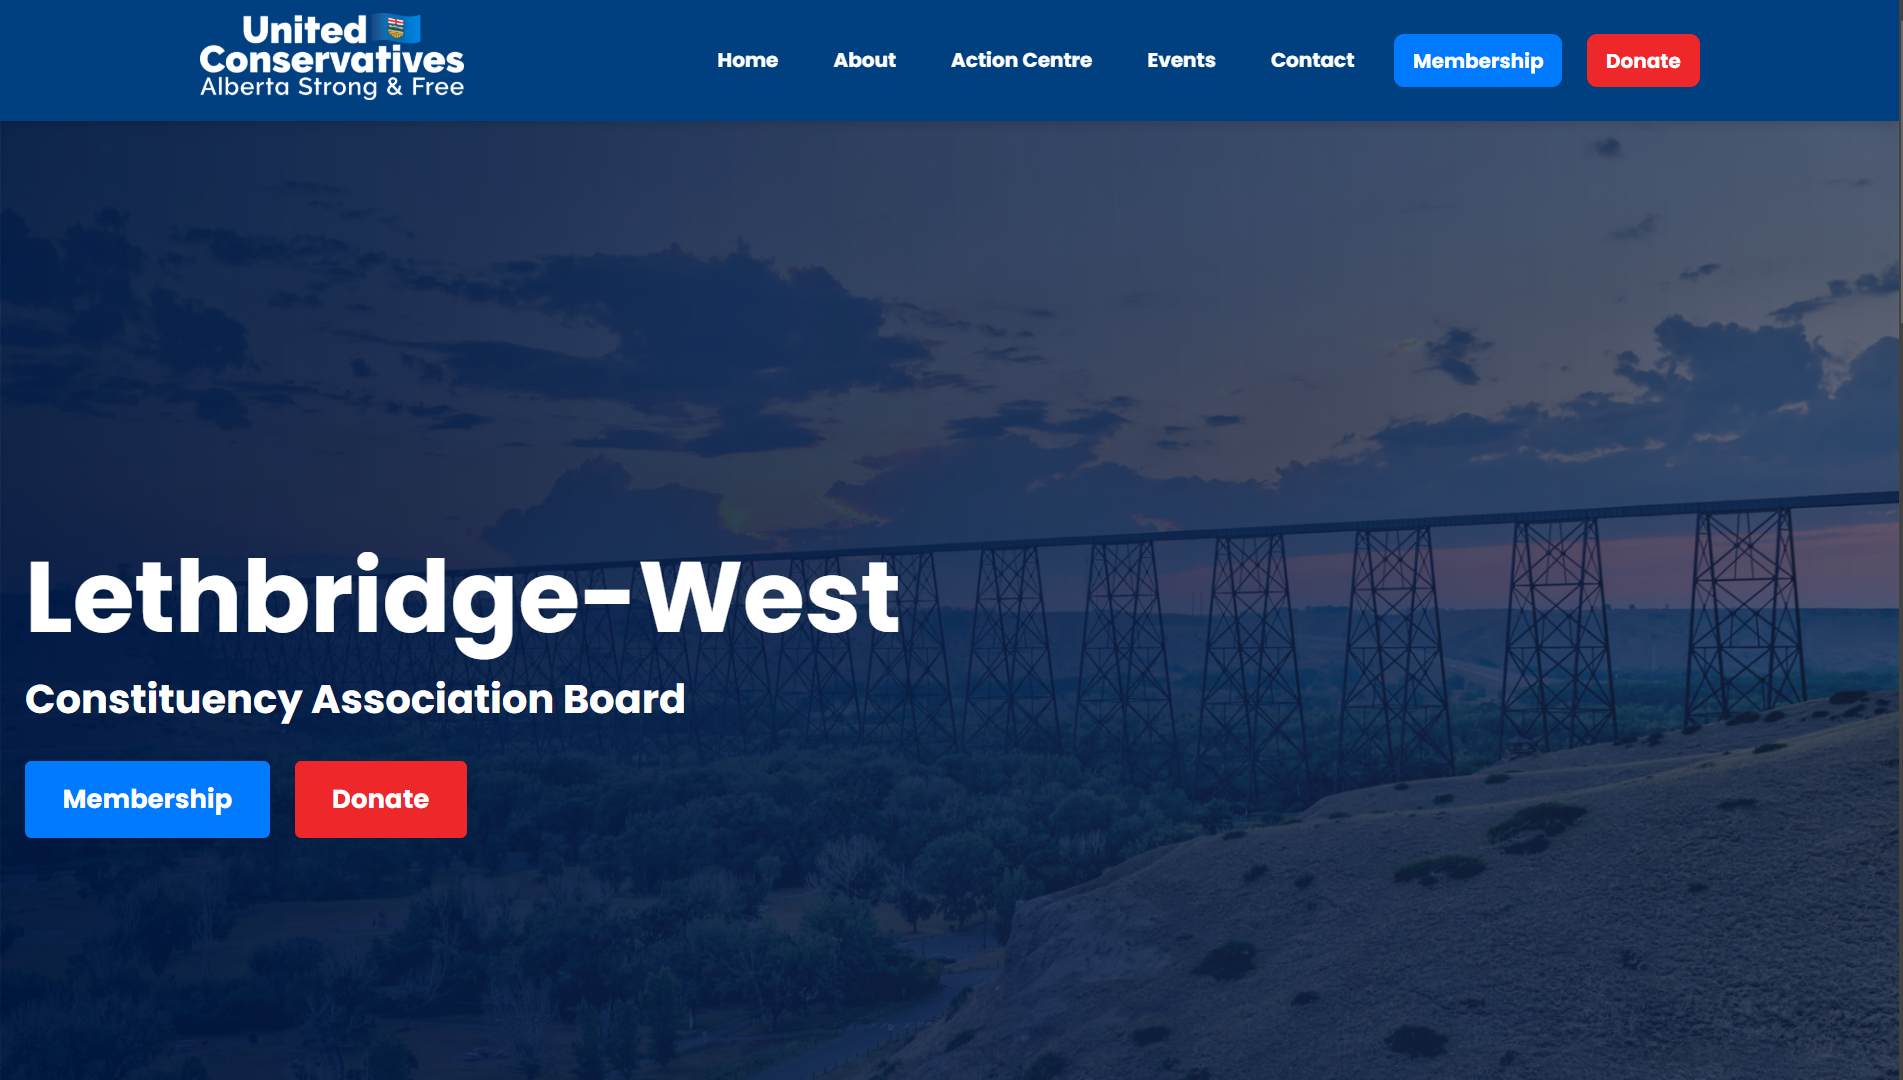 United
Conservatives
Alberta Strong & Free
Home
About
Action Centre
Events
Contact
Membership
Donate
Lethbridge-West
Constituency Association Board
Membership
Donate